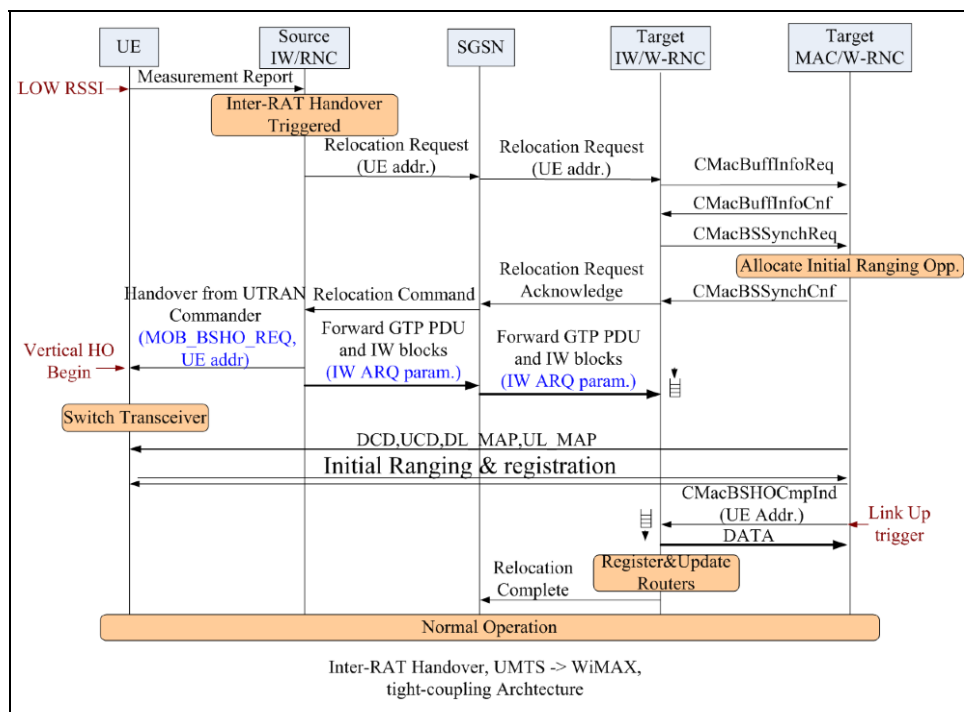 UE
Source
IW/RNC
SGSN
Target
IW/W-RNC
Target
MAC/W-RNC
LOW RSSI
Measurement Report
Inter-RAT Handover
Triggered
Relocation Request
(UE addr.)
Relocation Request
(UE addr.)
CMacBuffInfoReq
CMacBuffInfoCnf
CMacBSSynchReq
Allocate Initial Ranging Opp.
Relocation Request
Acknowledge
CMacBSSynchCnf
Relocation Command
Handover from UTRAN
Commander
(MOB_BSHO_REQ,
UE addr)
Vertical HO
Begin
Forward GTP PDU
and IW blocks
(IW ARQ param.)
Forward GTP PDU
and IW blocks
(IW ARQ param.)
Switch Transceiver
DCD,UCD,DL_MAP,UL_MAP
Initial Ranging & registration
CMacBSHOCmpInd
(UE Addr.)
Link Up
trigger
DATA
Register&Update
Routers
Relocation
Complete
Normal Operation
Inter-RAT Handover, UMTS -> WiMAX,
tight-coupling Archtecture